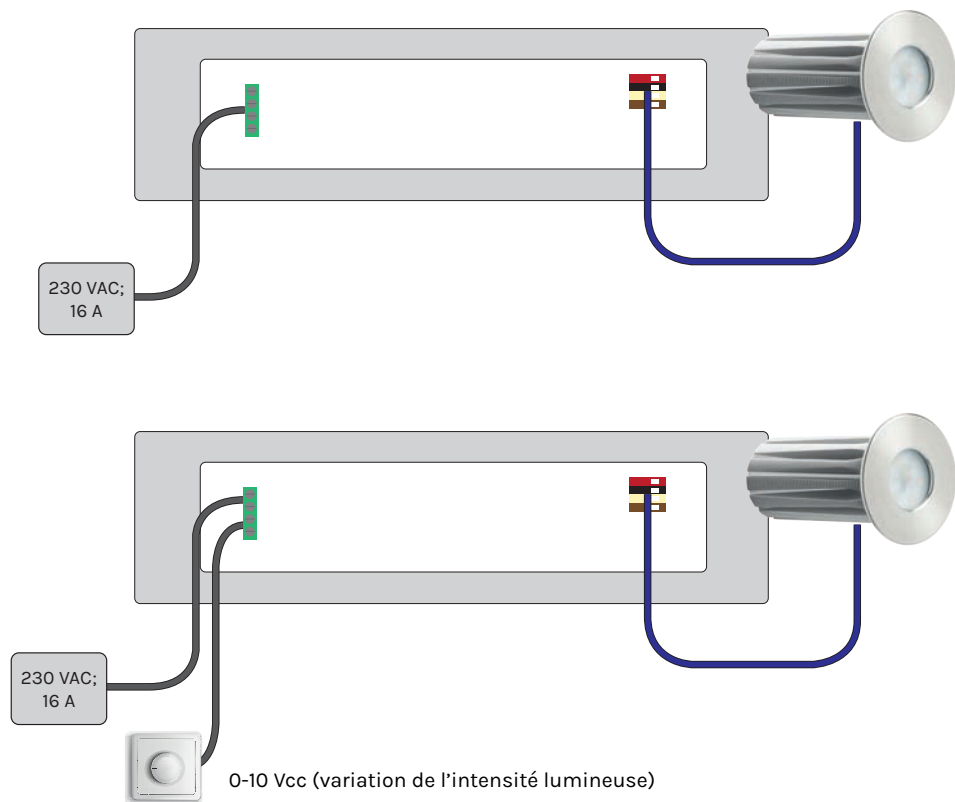 230 VAC;
16 A
230 VAC;
16 A
0-10 Vcc (variation de l’intensité lumineuse)